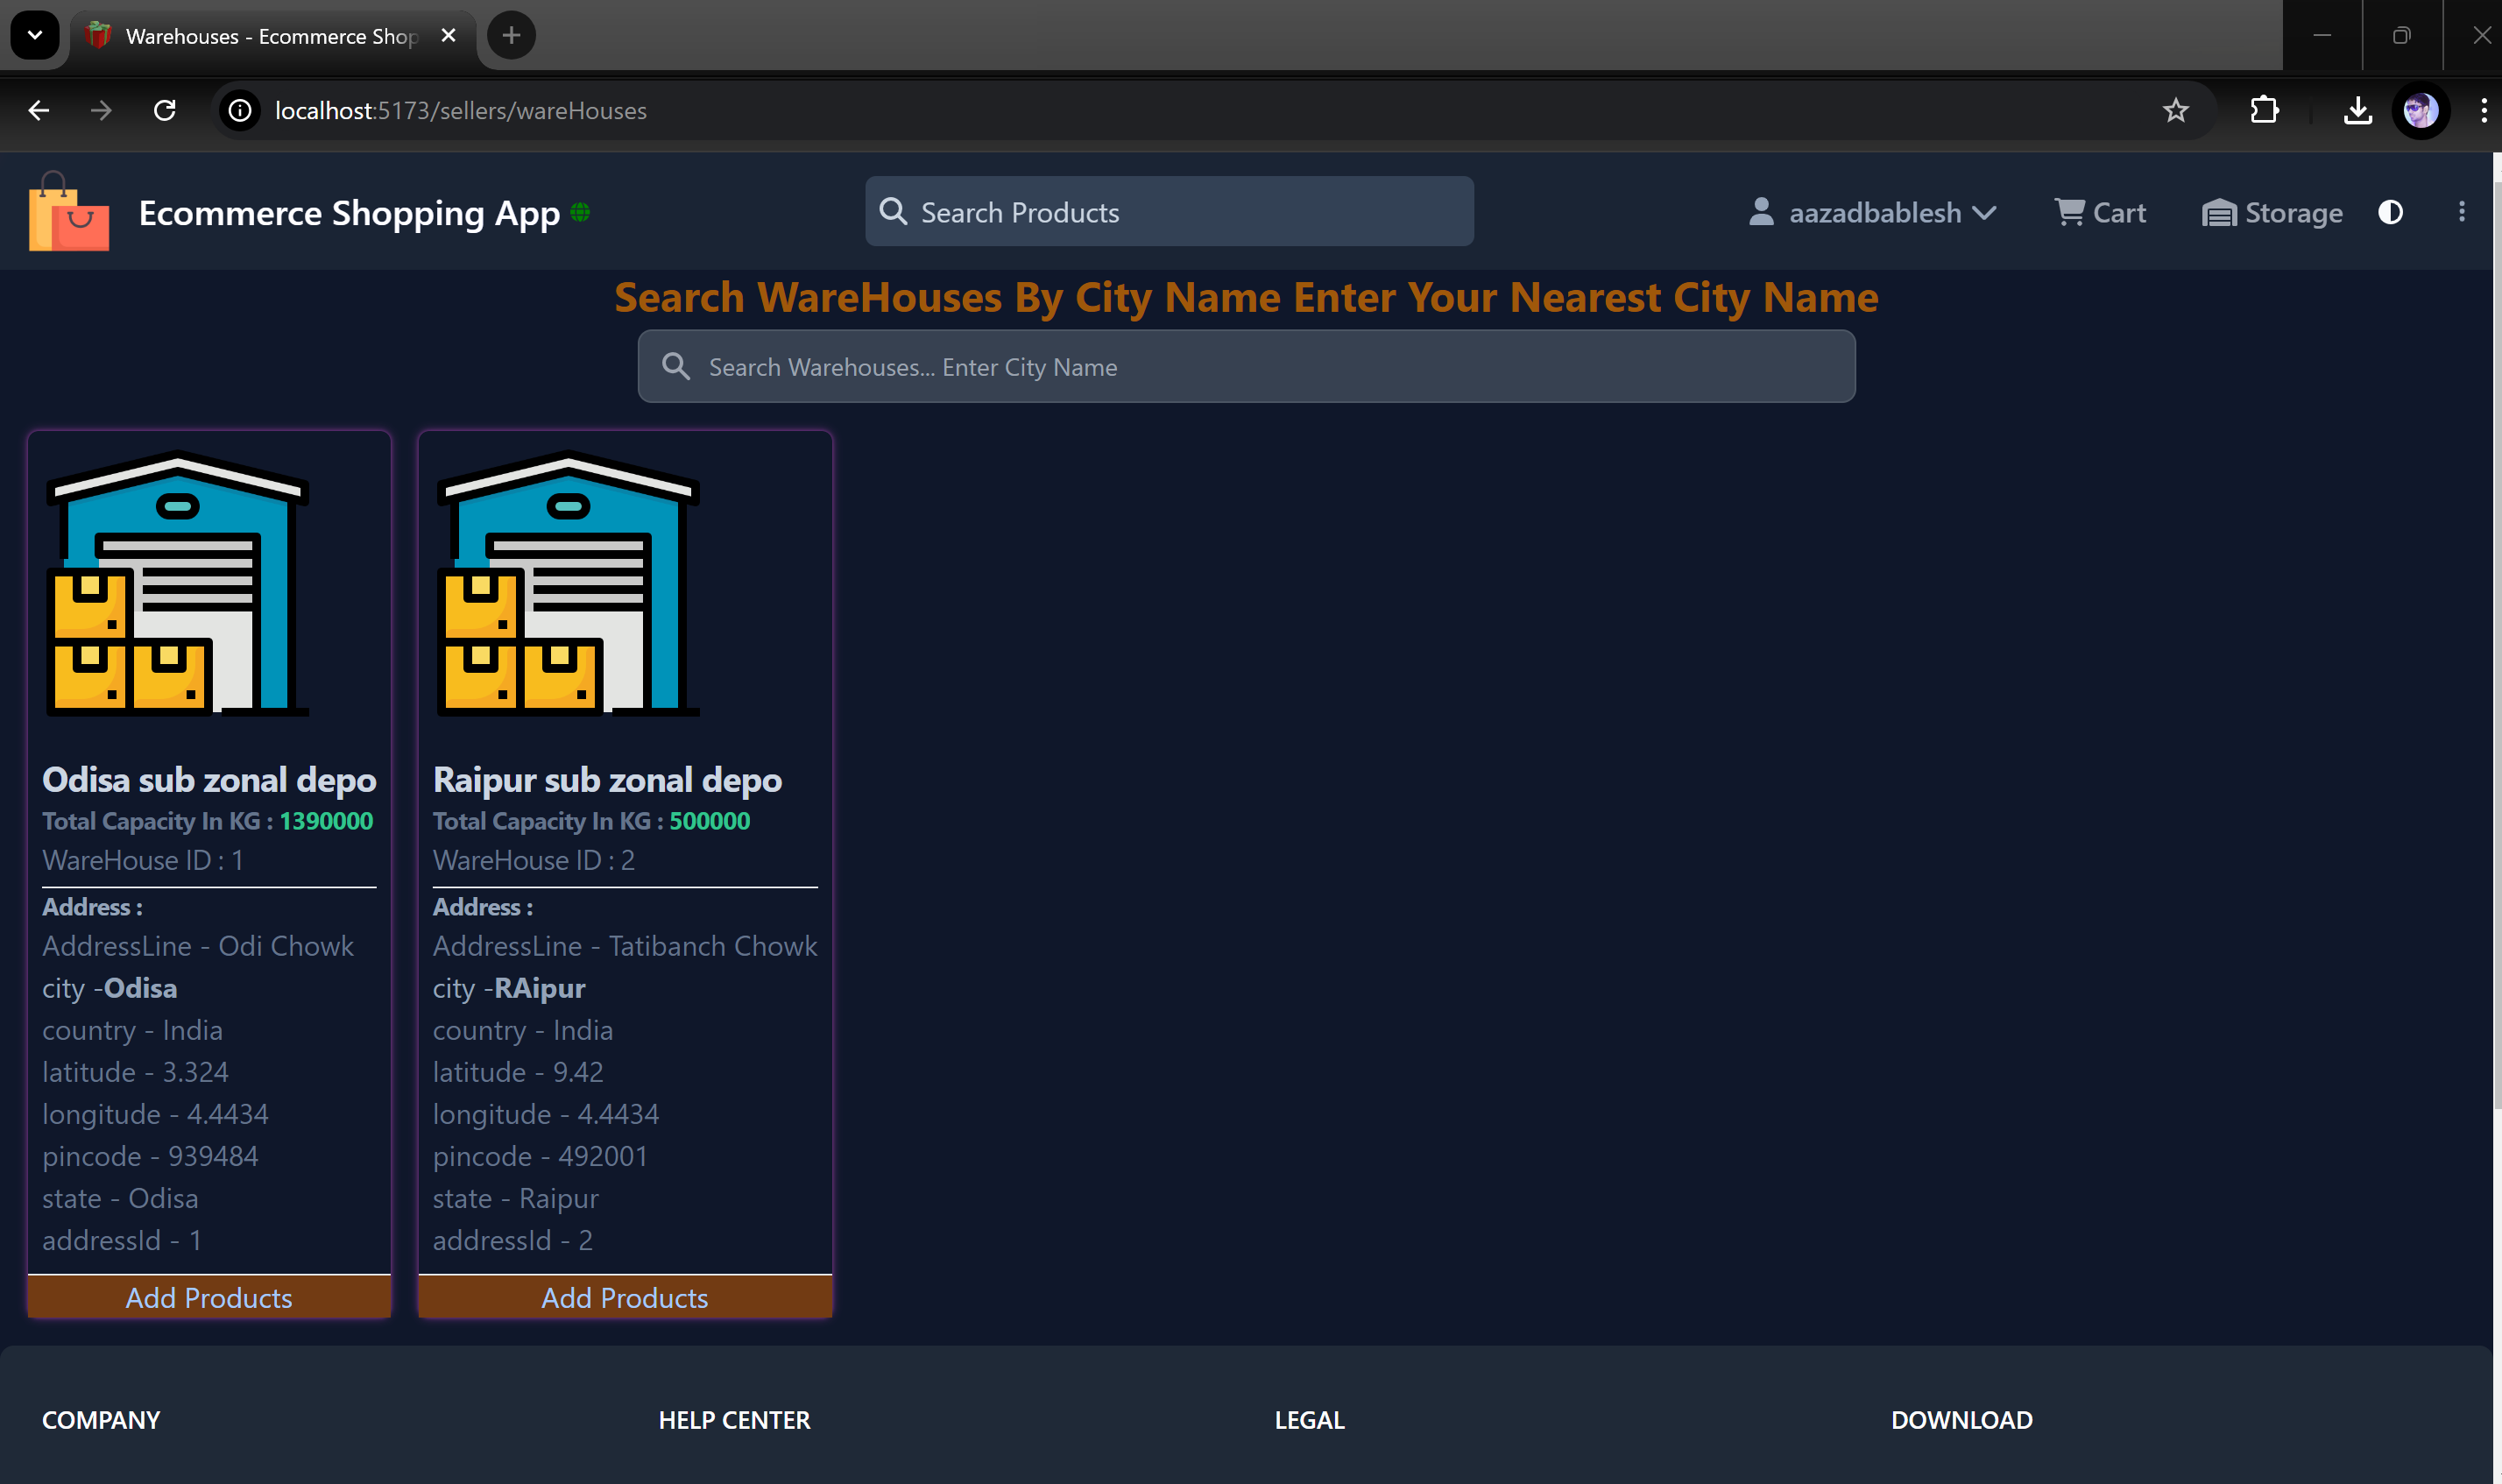 Warehouses - Ecommerce Shop
localhost:5173/sellers/wareHouses
Ecommerce Shopping App
Search Products
aazadbablesh
Cart
Storage
Search WareHouses By City Name Enter Your Nearest City Name
Search Warehouses... Enter City Name
Odisa sub zonal depo
Total Capacity In KG : 1390000
WareHouse ID : 1
Address :
AddressLine - Odi Chowk
city -Odisa
country - India
latitude - 3.324
longitude - 4.4434
pincode - 939484
state - Odisa
addressId - 1
Add Products
Raipur sub zonal depo
Total Capacity In KG : 500000
WareHouse ID : 2
Address :
AddressLine - Tatibanch Chowk
city -RAipur
country - India
latitude - 9.42
longitude - 4.4434
pincode - 492001
state - Raipur
addressId - 2
Add Products
COMPANY
HELP CENTER
LEGAL
DOWNLOAD